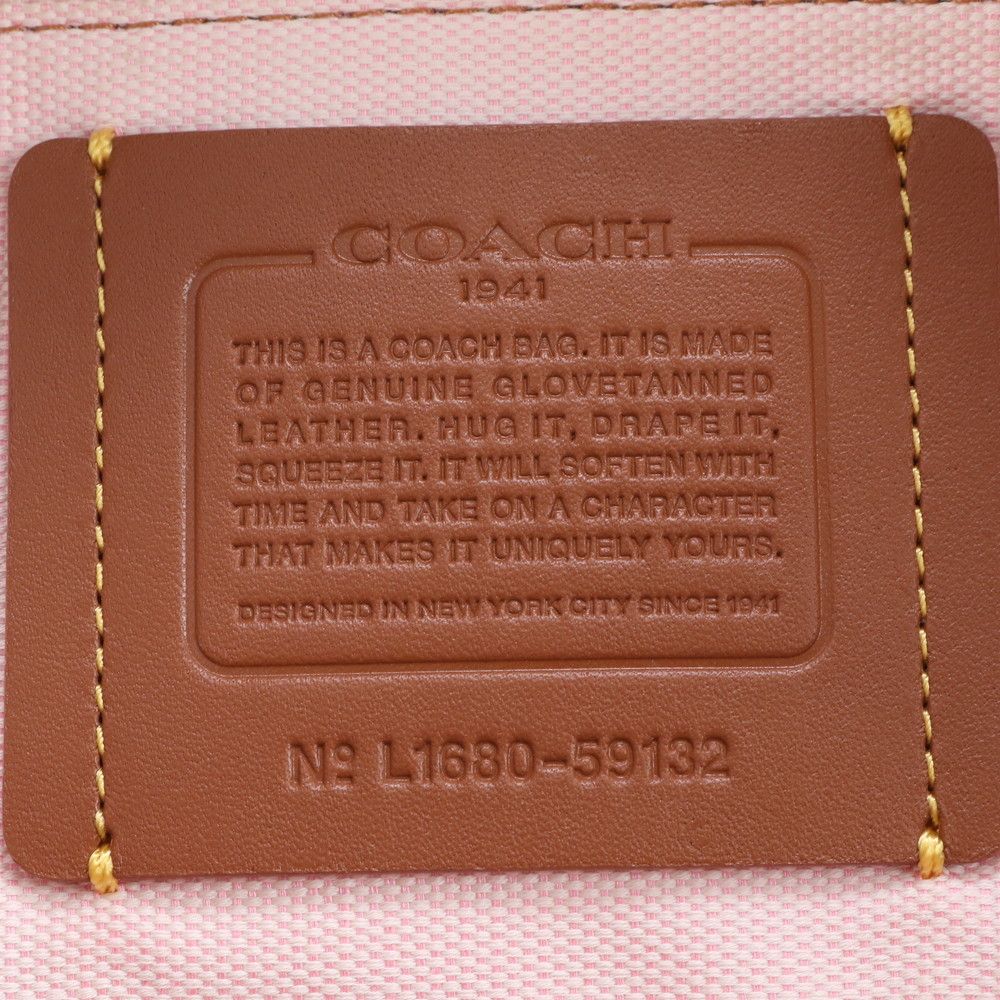 COACH
1941
THIS IS A COACH BAG. IT IS MADE
OF GENUINE GLOVETANNED
LEATHER. HUG IT, DRAPE IT,
SQUEEZE IT. IT WILL SOFTEN WITH
TIME AND TAKE ON A CHARACTER
THAT MAKES IT UNIQUELY YOURS.
DESIGNED IN NEW YORK CITY SINCE 1941
Nº L1680-59132